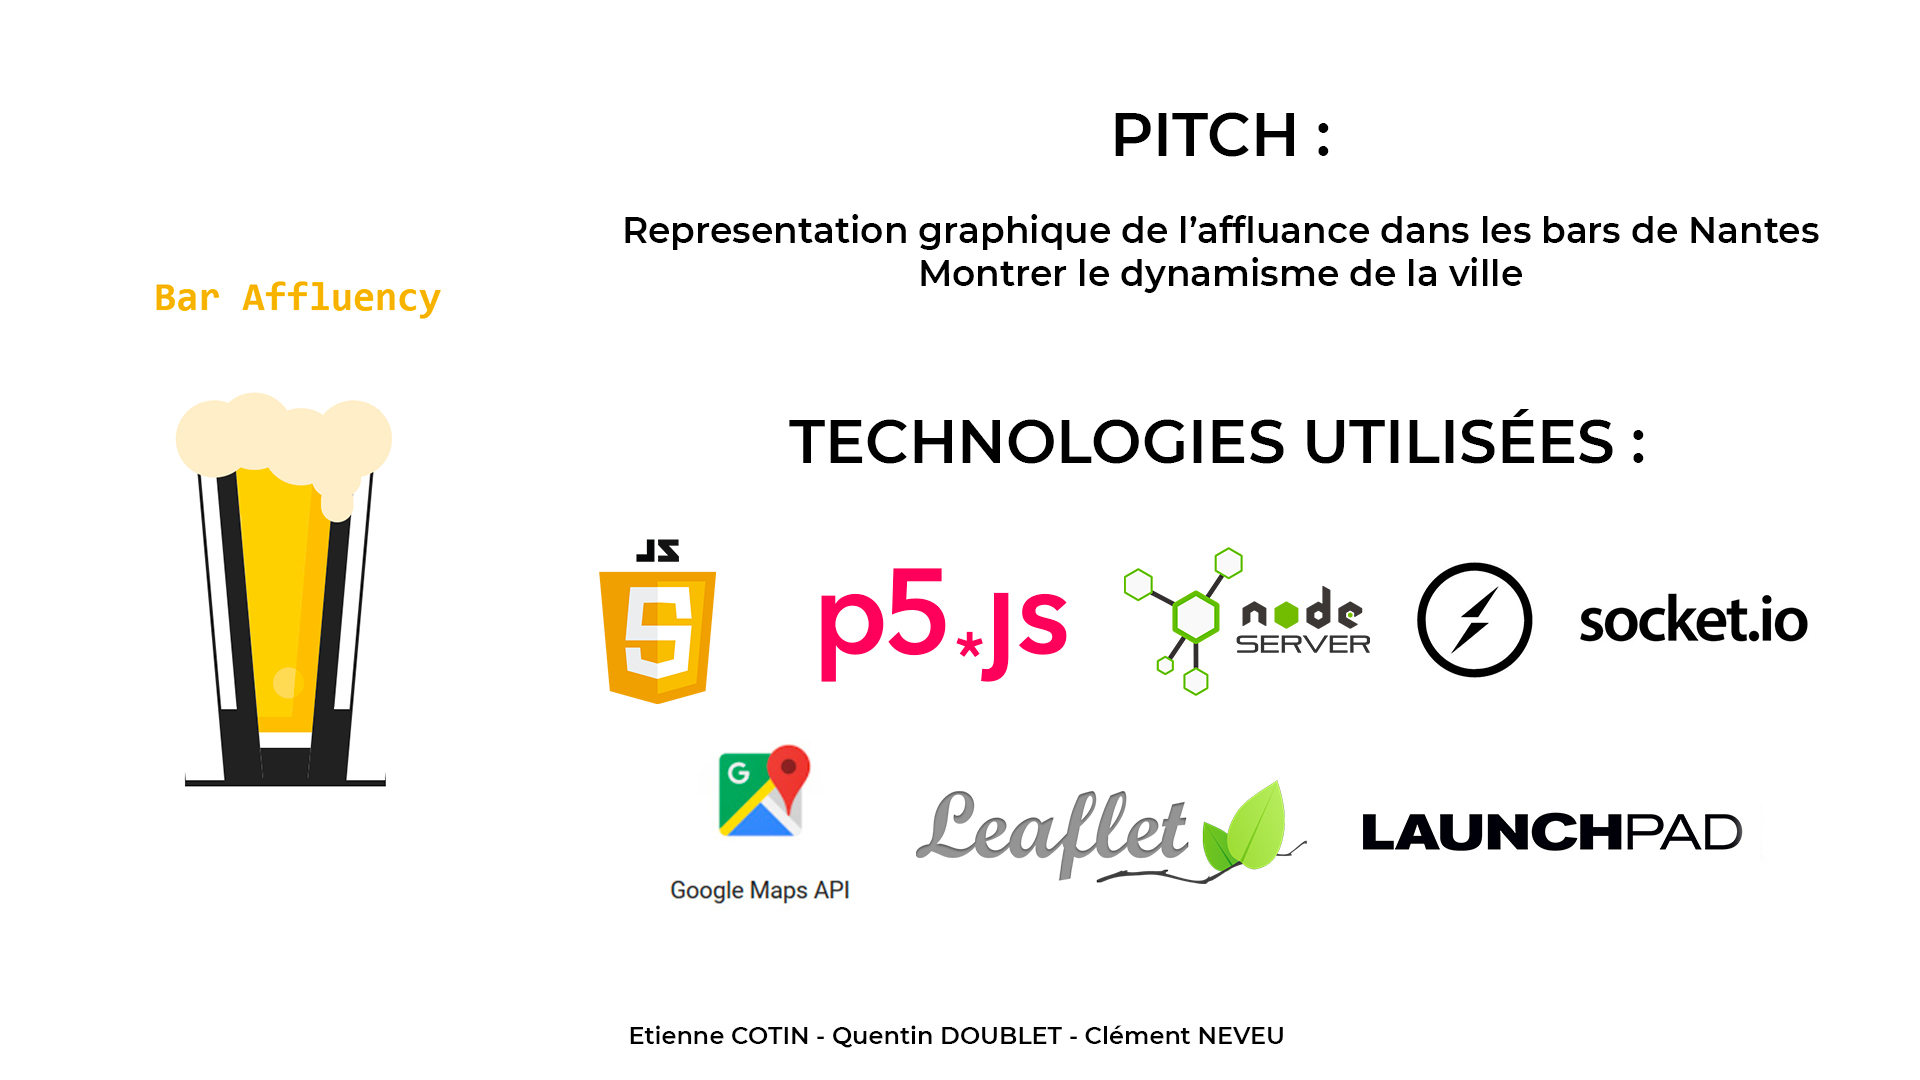 PITCH :
Representation graphique de l’affluance dans les bars de Nantes
Montrer le dynamisme de la ville
Bar Affluency
TECHNOLOGIES UTILISÉES :
JS
5
p5*js
node
SERVER
socket.io
G
Google Maps API
Leaflet
LAUNCHPAD
Etienne COTIN - Quentin DOUBLET - Clément NEVEU